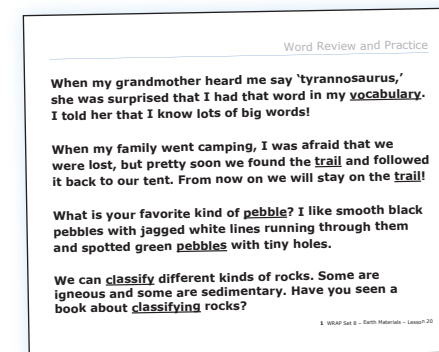 Word Review and Practice
When my grandmother heard me say ‘tyrannosaurus,’
she was surprised that I had that word in my vocabulary.
I told her that I know lots of big words!
When my family went camping, I was afraid that we
were lost, but pretty soon we found the trail and followed
it back to our tent. From now on we will stay on the trail!
What is your favorite kind of pebble? I like smooth black
pebbles with jagged white lines running through them
and spotted green pebbles with tiny holes.
We can classify different kinds of rocks. Some are
igneous and some are sedimentary. Have you seen a
book about classifying rocks?
1 WRAP Set 8 – Earth Materials – Lesson 20